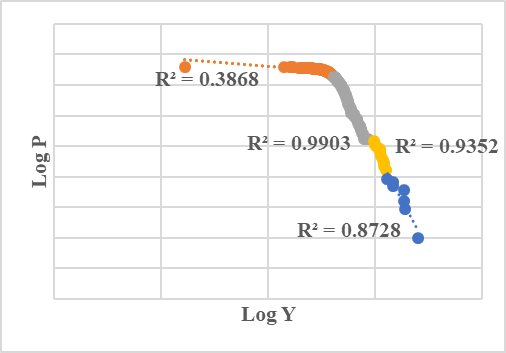 R² = 0.3868
R² = 0.9903
R² = 0.9352
R² = 0.8728
Log P
Log Y